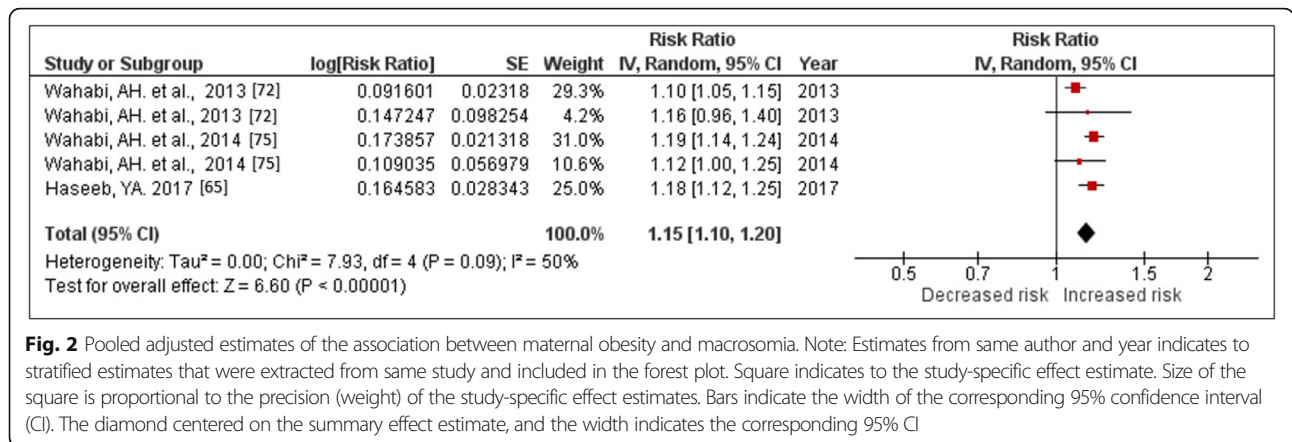 Risk Ratio Risk Ratio
Study or Subgroup log[Risk Ratio] SE Weight IV, Random, 95% CI Year IV, Random, 95% CI
Wahabi, AH. et al., 2013 [72] 0.091601 0.02318 29.3% 1.10 [1.05, 1.15] 2013
Wahabi, AH. et al., 2013 [72] 0.147247 0.098254 4.2% 1.16 [0.96, 1.40] 2013
Wahabi, AH. et al., 2014 [75] 0.173857 0.021318 31.0% 1.19 [1.14, 1.24] 2014
Wahabi, AH. et al., 2014 [75] 0.109035 0.056979 10.6% 1.12 [1.00, 1.25] 2014
Haseeb, YA. 2017 [65] 0.164583 0.028343 25.0% 1.18 [1.12, 1.25] 2017
Total (95% CI) 100.0% 1.15 [1.10, 1.20]
Heterogeneity: Tau² = 0.00; Chi² = 7.93, df = 4 (P = 0.09); I² = 50%
Test for overall effect: Z = 6.60 (P < 0.00001)
0.5 0.7 1 1.5 2
Decreased risk Increased risk
Fig. 2 Pooled adjusted estimates of the association between maternal obesity and macrosomia. Note: Estimates from same author and year indicates to
stratified estimates that were extracted from same study and included in the forest plot. Square indicates to the study-specific effect estimate. Size of the
square is proportional to the precision (weight) of the study-specific effect estimates. Bars indicate the width of the corresponding 95% confidence interval
(CI). The diamond centered on the summary effect estimate, and the width indicates the corresponding 95% CI